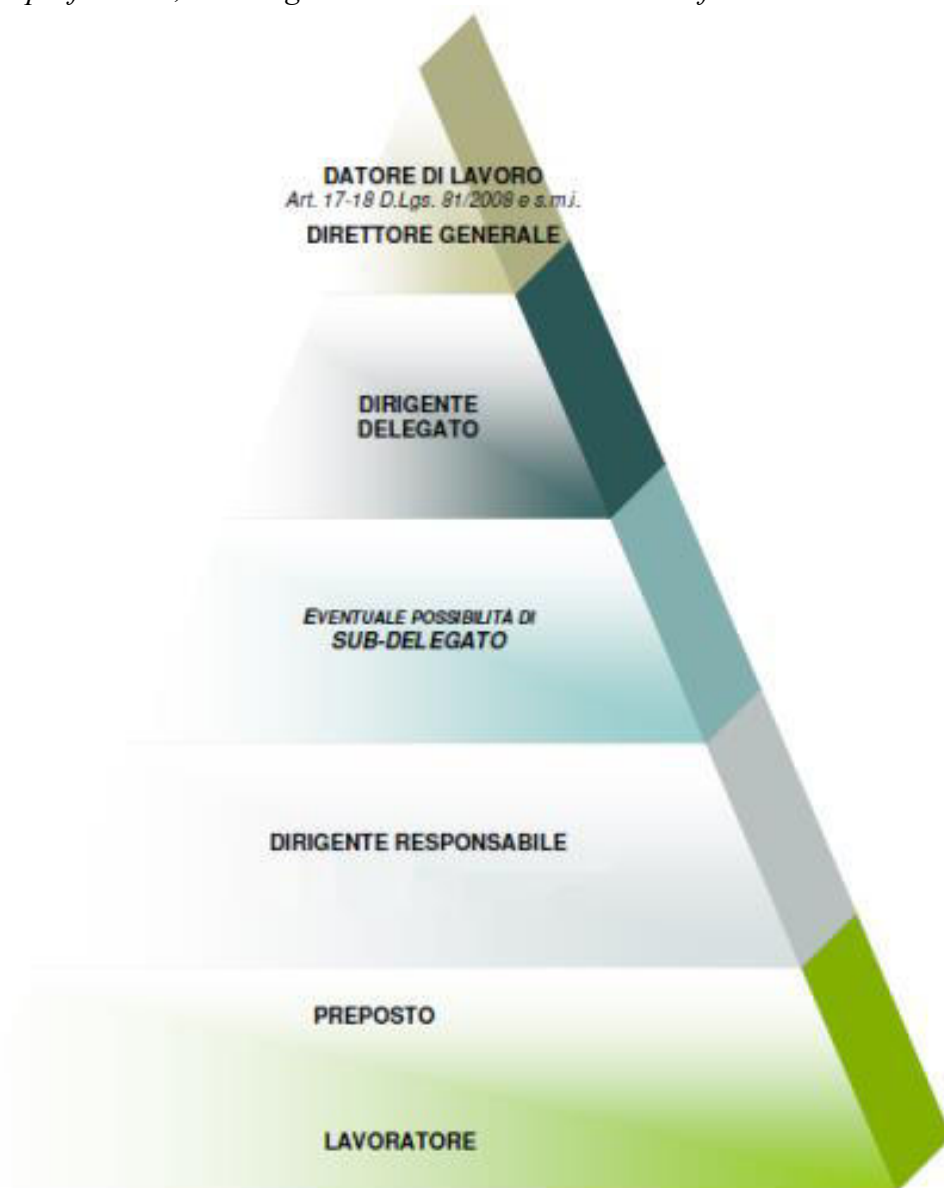 DATORE DI LAVORO
Art. 17-18 D.Lgs. 81/2008 e s.m.i.
DIRETTORE GENERALE
DIRIGENTE
DELEGATO
EVENTUALE POSSIBILITÀ DI
SUB-DELEGATO
DIRIGENTE RESPONSABILE
PREPOSTO
LAVORATORE